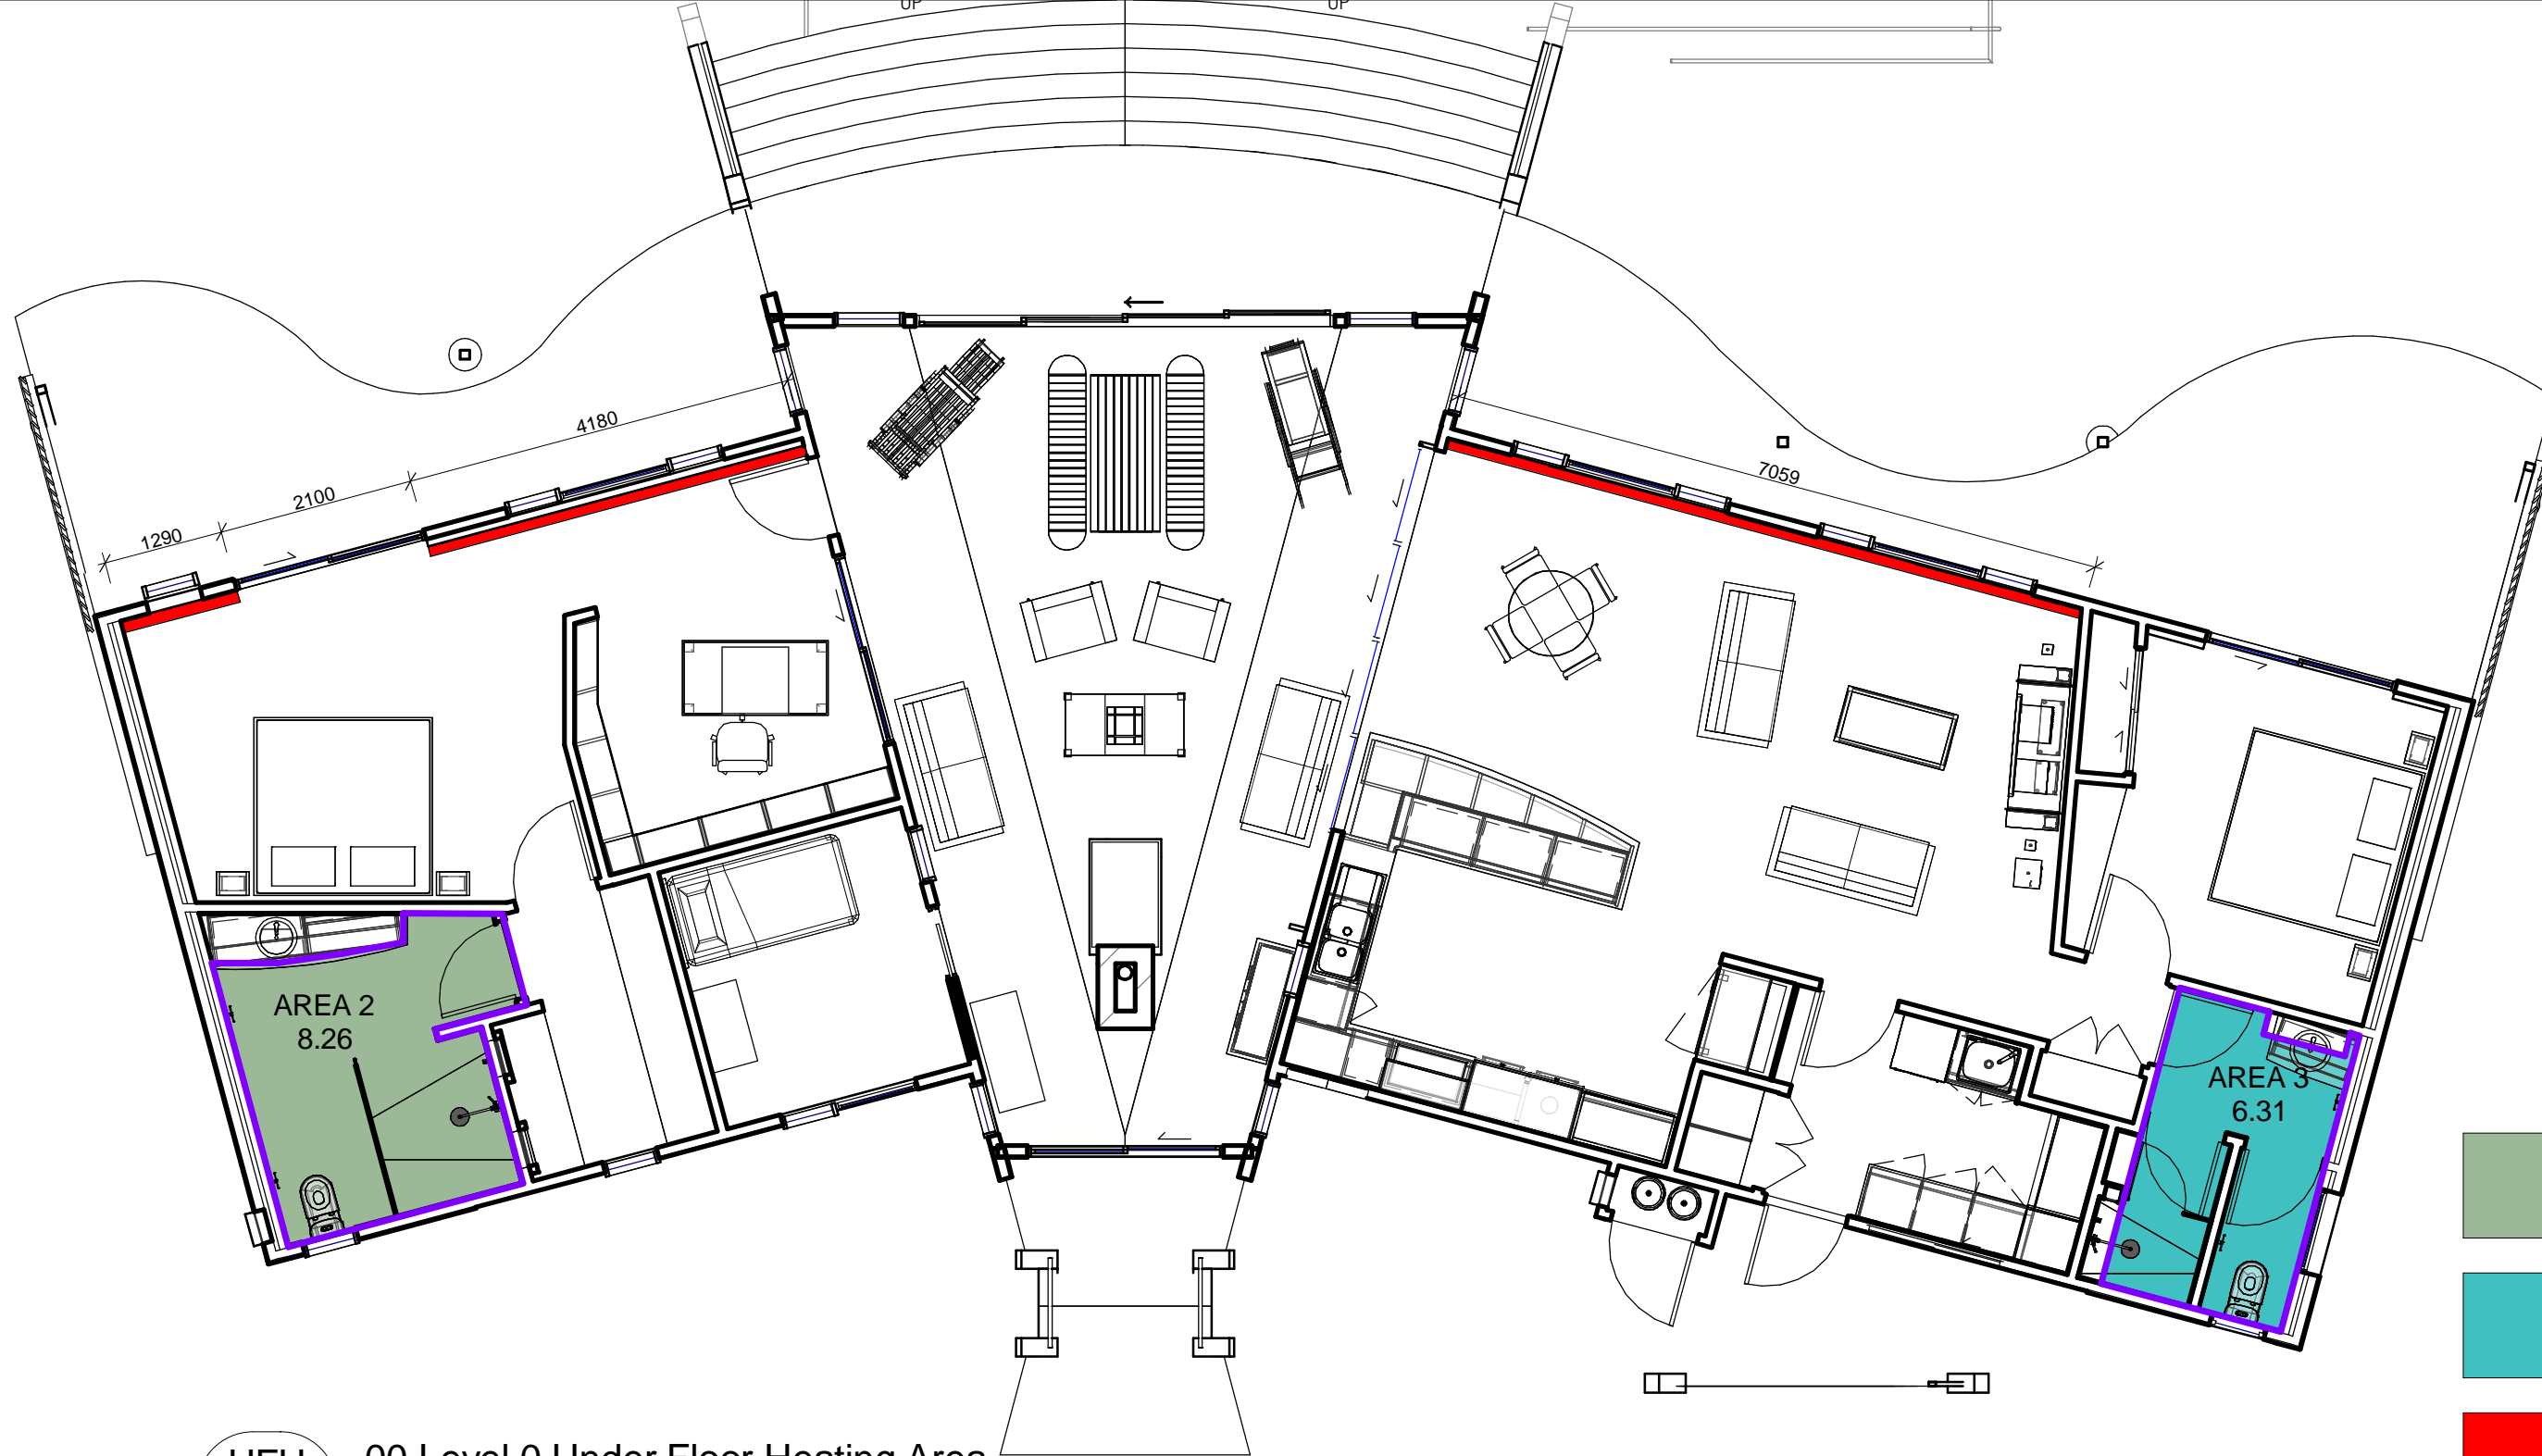 UP
UP
4180
2100
1290
7059
AREA 2
8.26
AREA 3
6.31
UFH
00 Level 0 Under Floor Heating Area